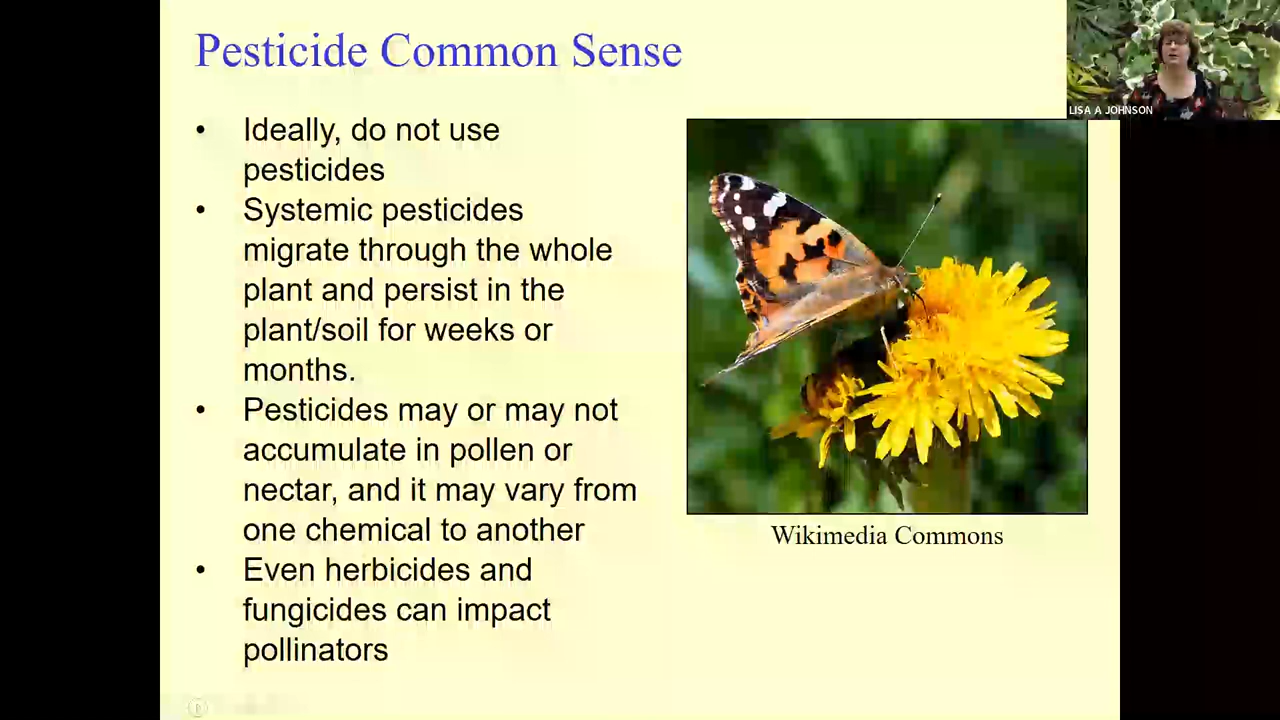 Pesticide Common Sense
LISA A JOHNSON
• Ideally, do not use
pesticides
• Systemic pesticides
migrate through the whole
plant and persist in the
plant/soil for weeks or
months.
• Pesticides may or may not
accumulate in pollen or
nectar, and it may vary from
one chemical to another
• Even herbicides and
fungicides can impact
pollinators
Wikimedia Commons